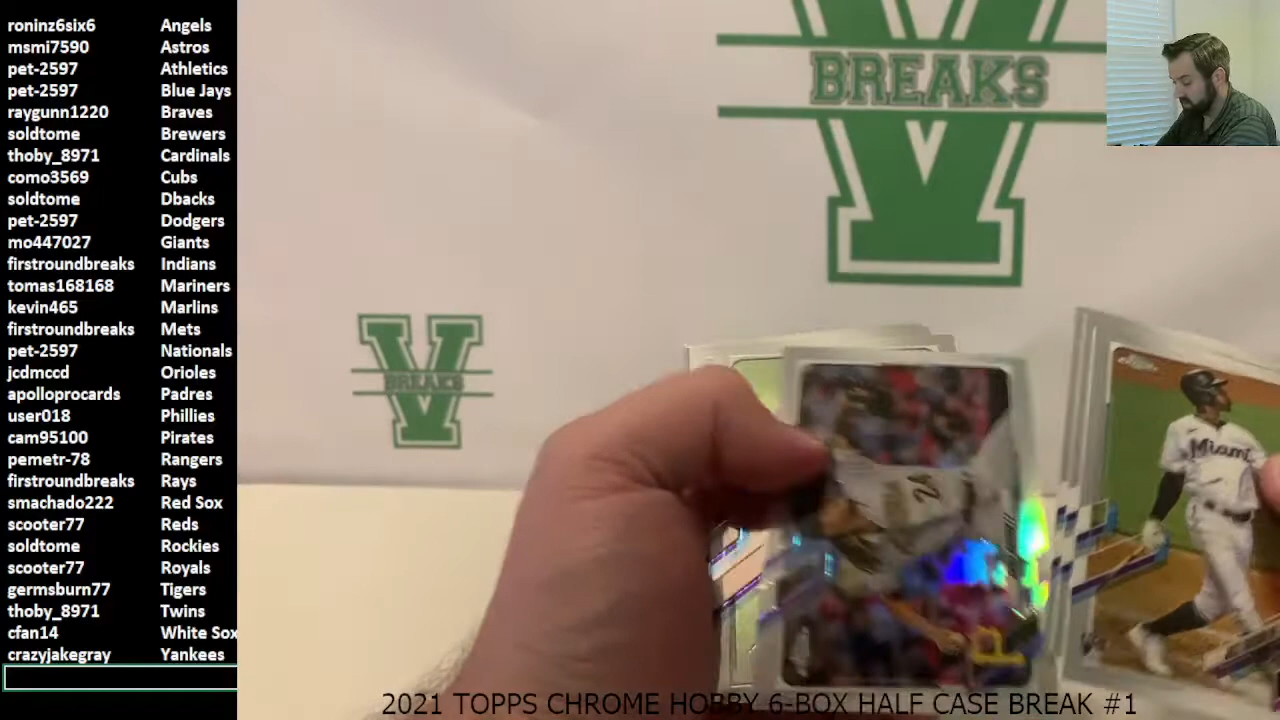 roninz6six6 Angels
msmi7590 Astros
pet-2597 Athletics
pet-2597 Blue Jays
raygunn1220 Braves
soldtome Brewers
thoby_8971 Cardinals
como3569 Cubs
soldtome Dbacks
pet-2597 Dodgers
mo447027 Giants
firstroundbreaks Indians
tomas168168 Mariners
kevin465 Marlins
firstroundbreaks Mets
pet-2597 Nationals
jcdmccd Orioles
apolloprocards Padres
user018 Phillies
cam95100 Pirates
pemetr-78 Rangers
firstroundbreaks Rays
smachado222 Red Sox
scooter77 Reds
soldtome Rockies
scooter77 Royals
germsburn77 Tigers
thoby_8971 Twins
cfan14 White Sox
crazyjakegray Yankees
V BREAKS
V BREAKS
Miami
24
P
2021 TOPPS CHROME HOBBY 6-BOX HALF CASE BREAK #1